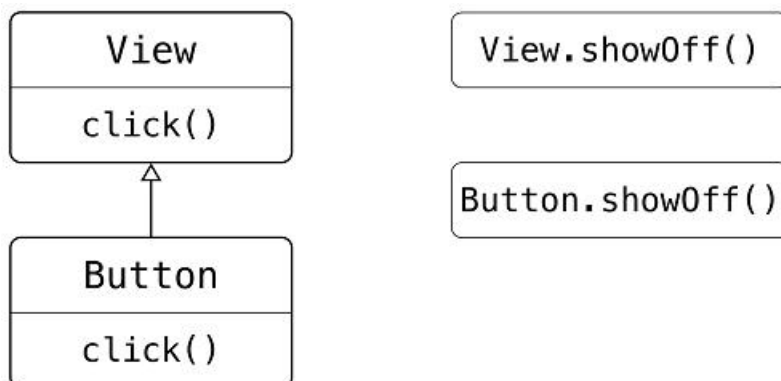 View
click()
Button
click()
View.showOff()
Button.showOff()